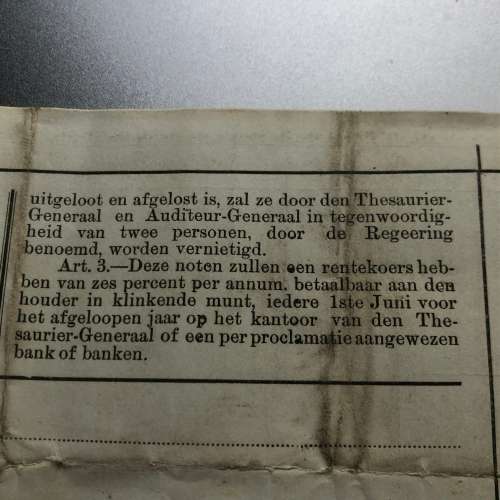 uitgeloot en afgelost is, zal ze door den Thesaurier-
Generaal en Auditeur-Generaal in tegenwoordig-
heid van twee personen, door de Regeering
benoemd, worden vernietigd.
Art. 3.—Deze noten zullen een rentekoers heb-
ben van zes percent per annum. betaalbaar aan den
houder in klinkende munt, iedere 1ste Juni voor
het afgeloopen jaar op het kantoor van den The-
saurier-Generaal of een per proclamatie aangewezen
bank of banken.